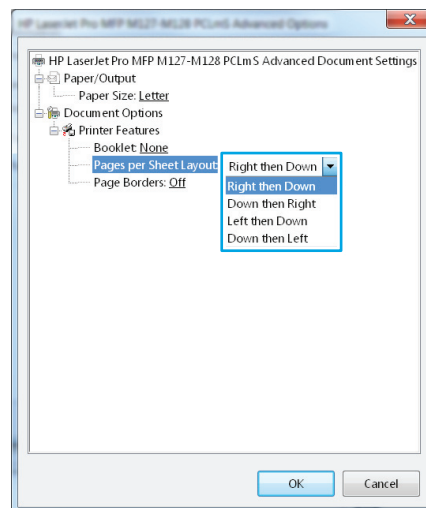 HP LaserJet Pro MFP M127-M128 PCLmS Advanced Options
HP LaserJet Pro MFP M127-M128 PCLm S Advanced Document Settings
Paper/Output
Paper Size: Letter
Document Options
Printer Features
Booklet: None
Pages per Sheet Layout: Right then Down
Right then Down
Down then Right
Left then Down
Down then Left
Page Borders: Off
OK Cancel